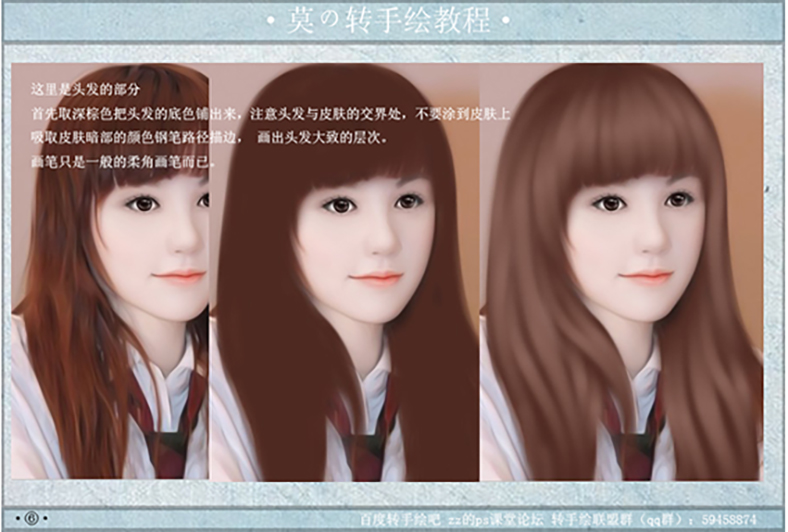 •莫の转手绘教程•
这里是头发的部分
首先取深棕色把头发的底色铺出来，注意头发与皮肤的交界处，不要涂到皮肤上
吸取皮肤暗部的颜色钢笔路径描边， 画出头发大致的层次。
画笔只是一般的柔角画笔而已。
•⑥•
百度转手绘吧 zz的ps课堂论坛 转手绘联盟群（qq群）：59458874